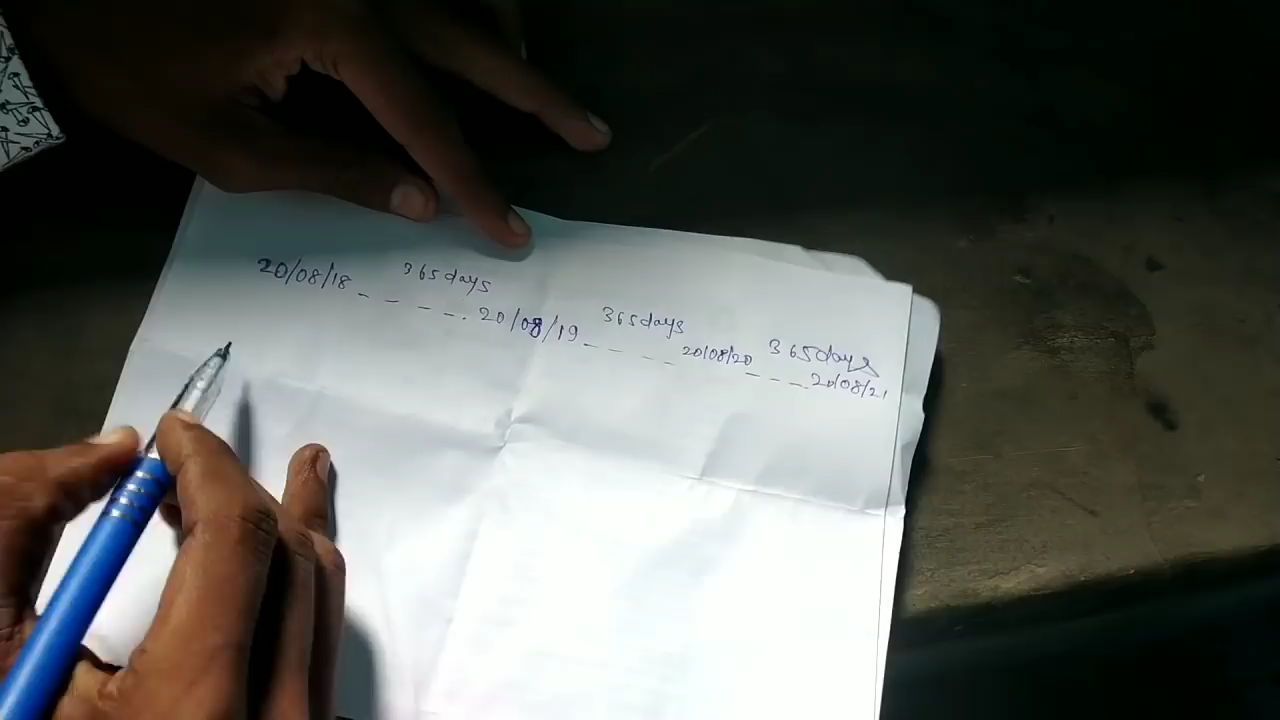 20/08/18 - - - - . 20/08/19 - - - - 20/08/20 - - - - 20/08/21
365days 365days 365days